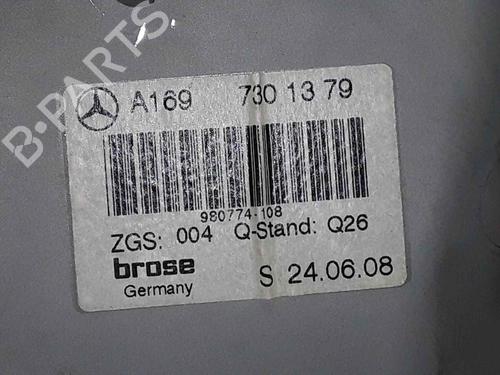 B-PARTS
A169 730 13 79
980774-108
ZGS: 004 Q-Stand: Q26
brose
Germany
S 24.06.08